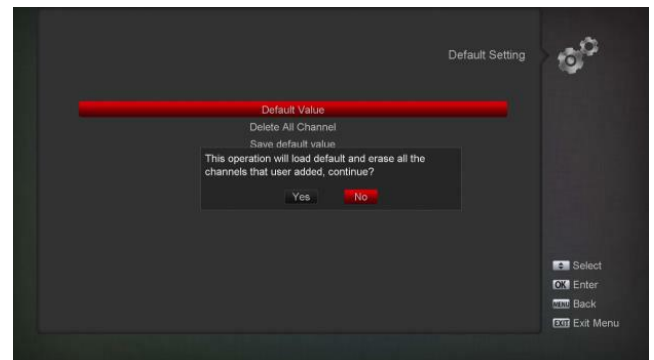 Default Setting
Default Value
Delete All Channel
Save default value
This operation will load default and erase all the
channels that user added, continue?
Yes No
Select
OK Enter
MENU Back
EXIT Exit Menu